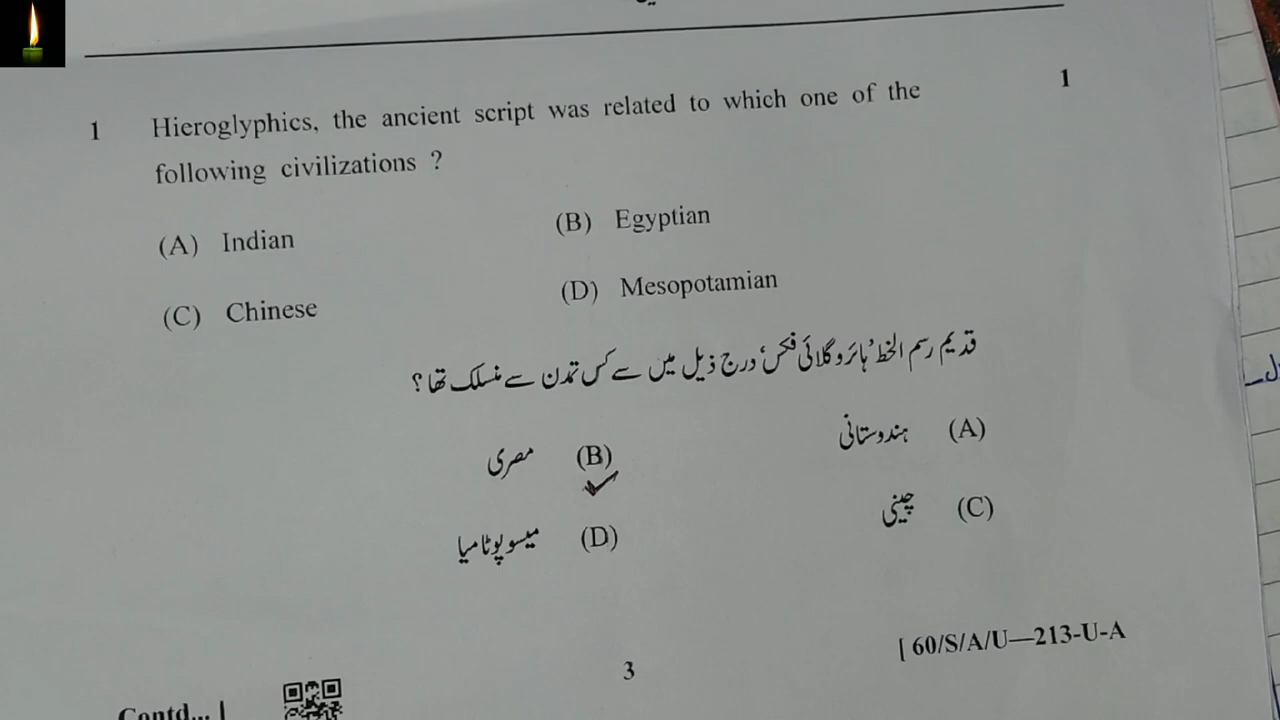 1 Hieroglyphics, the ancient script was related to which one of the 1
following civilizations ?
(A) Indian (B) Egyptian
(C) Chinese (D) Mesopotamian
قدیم رسم الخط 'ہائروگلائی فکس' درج ذیل میں سے کس تمدن سے منسلک تھا؟
(A) ہندوستانی (B) مصری
(C) چینی (D) میسوپوٹامیا
[ 60/S/A/U—213-U-A
3
Contd... ]